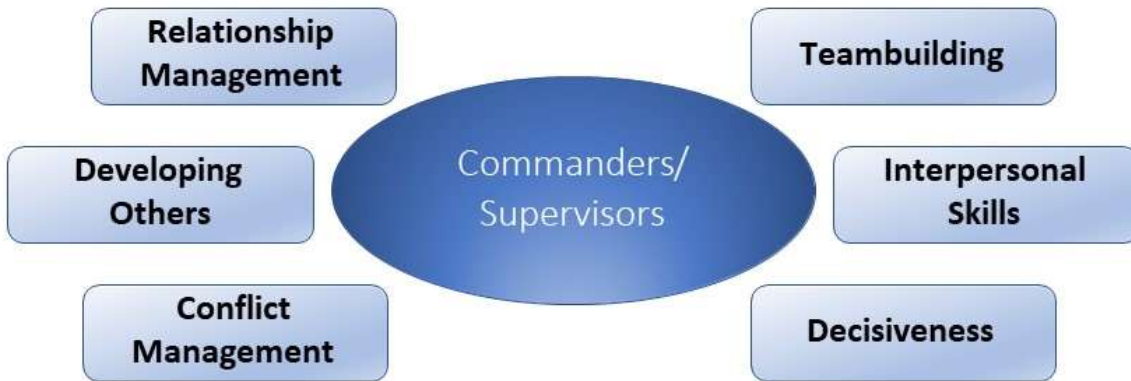 Relationship
Management
Teambuilding
Developing
Others
Commanders/
Supervisors
Interpersonal
Skills
Conflict
Management
Decisiveness